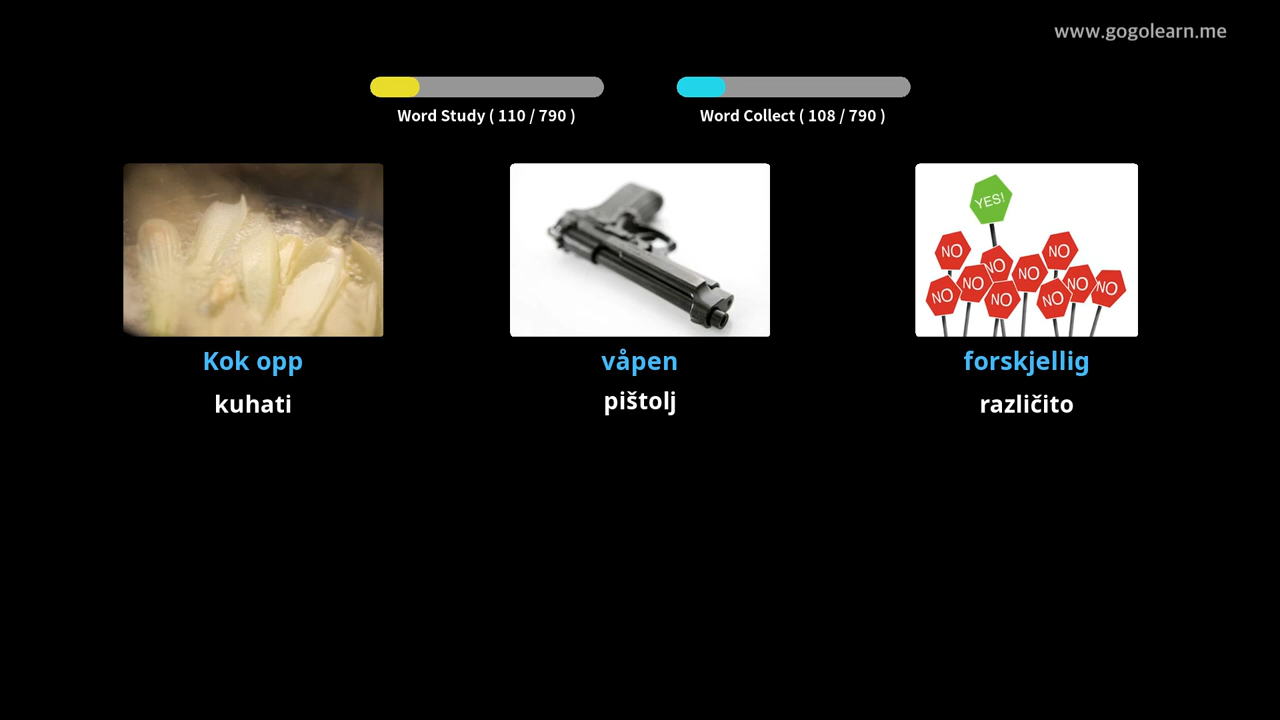 www.gogolearn.me
Word Study ( 110 / 790 )
Word Collect ( 108 / 790 )
YES!
NO
NO
NO
NO
NO
NO
NO
NO
NO
NO
Kok opp
våpen
forskjellig
kuhati
pištolj
različito